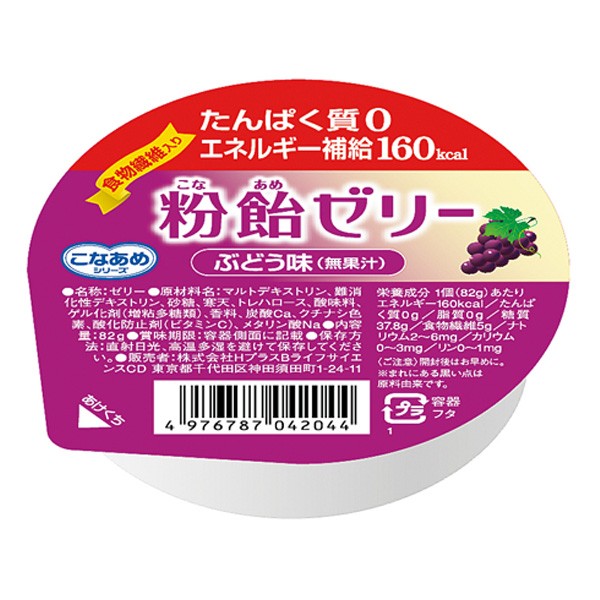 たんぱく質0
エネルギー補給160kcal
食物繊維入り
こな あめ
粉飴ゼリー
こなあめ
シリーズ
ぶどう味(無果汁)
●名称:ゼリー●原材料名:マルトデキストリン、難消
化性デキストリン、砂糖、寒天、トレハロース、酸味料、
ゲル化剤(増粘多糖類)、香料、炭酸Ca、クチナシ色
素、酸化防止剤(ビタミンC)、メタリン酸Na●内容
量:82g●賞味期限:容器側面に記載●保存
方法:直射日光、高温多湿を避けて保存してくださ
い。●販売者:株式会社HプラスBライフサイエ
ンスCD 東京都千代田区神田須田町1-24-11
栄養成分 1個(82g)あたり
エネルギー160kcal/たんぱ
く質0g/脂質0g/糖質
37.8g/食物繊維5g/ナト
リウム2〜6mg/カリウム
0〜3mg/リン0〜1mg
〈ご注意〉開封後はお早めに。
※まれにある黒い点は
原料由来です。
あけくち
4 976787 042044
プラ
容器
フタ
1